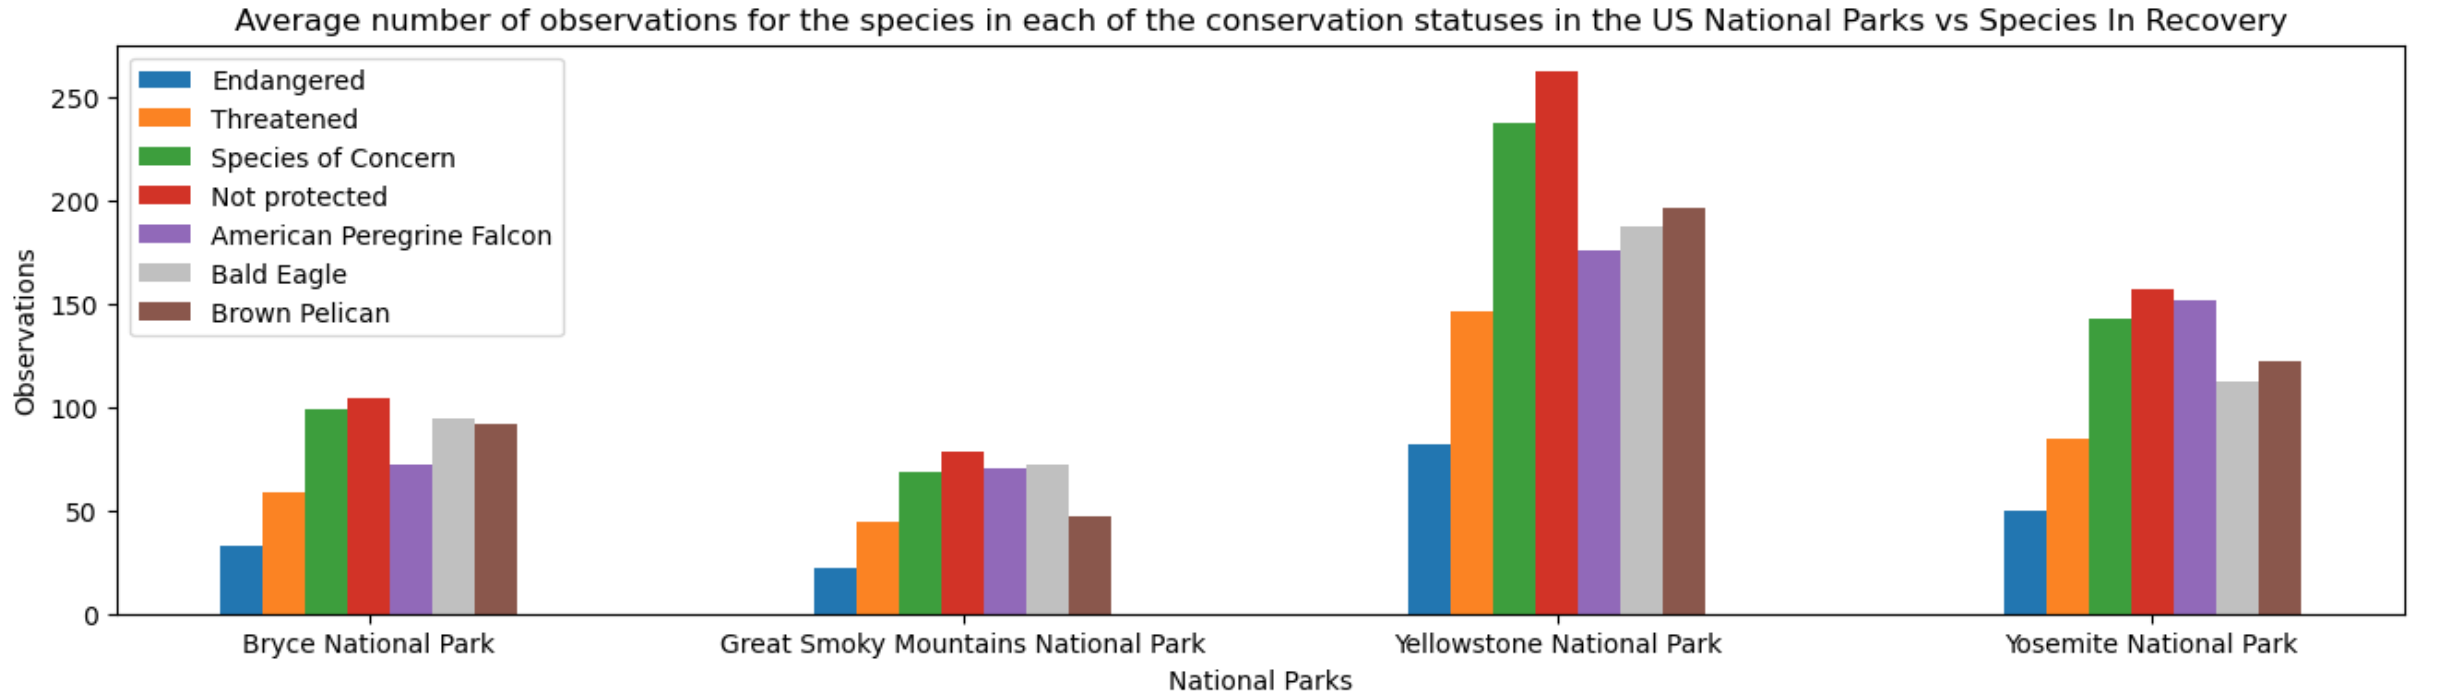 Average number of observations for the species in each of the conservation statuses in the US National Parks vs Species In Recovery
Endangered
Threatened
Species of Concern
Not protected
American Peregrine Falcon
Bald Eagle
Brown Pelican
Observations
250
200
150
100
50
0
Bryce National Park
Great Smoky Mountains National Park
Yellowstone National Park
Yosemite National Park
National Parks